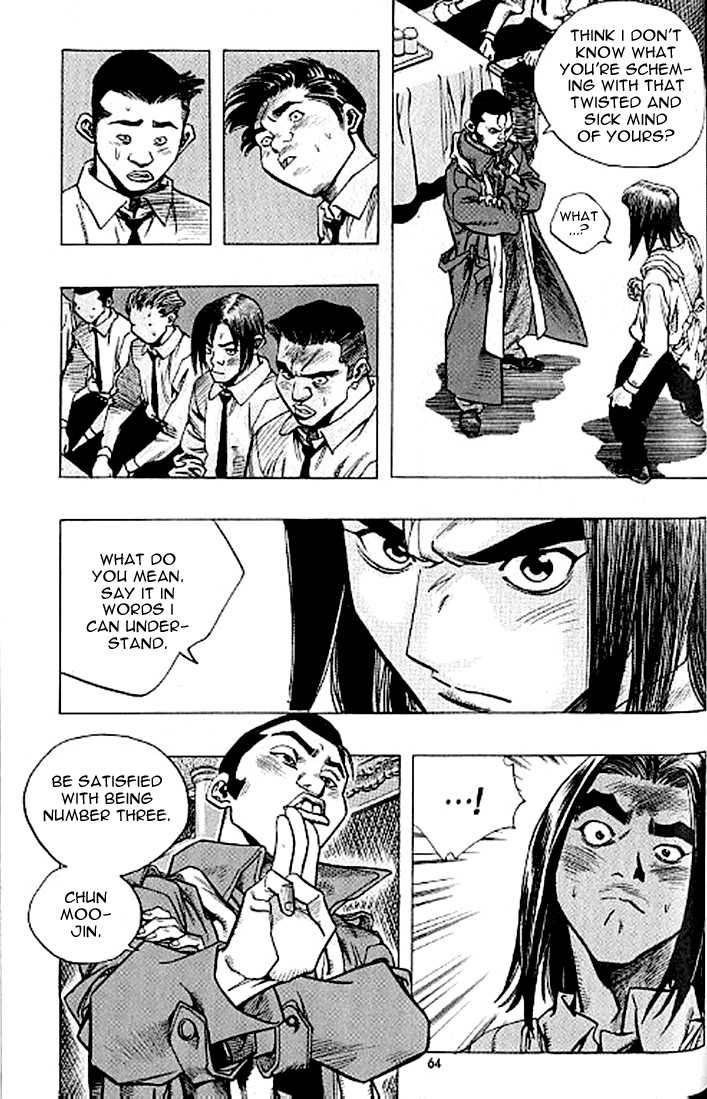 THINK I DON'T
KNOW WHAT
YOU'RE SCHEM-
ING WITH THAT
TWISTED AND
SICK MIND
OF YOURS?
WHAT
...?
WHAT DO
YOU MEAN.
SAY IT IN
WORDS I
CAN UNDER-
STAND.
BE SATISFIED
WITH BEING
NUMBER THREE.
CHUN
MOO-
JIN.
...!
64